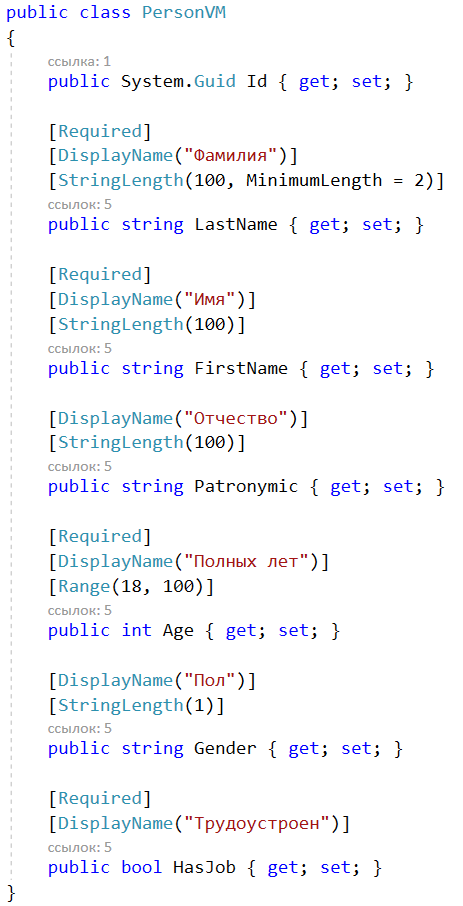 public class PersonVM
{
ссылка: 1
public System.Guid Id { get; set; }
[Required]
[DisplayName("Фамилия")]
[StringLength(100, MinimumLength = 2)]
ссылок: 5
public string LastName { get; set; }
[Required]
[DisplayName("Имя")]
[StringLength(100)]
ссылок: 5
public string FirstName { get; set; }
[DisplayName("Отчество")]
[StringLength(100)]
ссылок: 5
public string Patronymic { get; set; }
[Required]
[DisplayName("Полных лет")]
[Range(18, 100)]
ссылок: 5
public int Age { get; set; }
[DisplayName("Пол")]
[StringLength(1)]
ссылок: 5
public string Gender { get; set; }
[Required]
[DisplayName("Трудоустроен")]
ссылок: 5
public bool HasJob { get; set; }
}